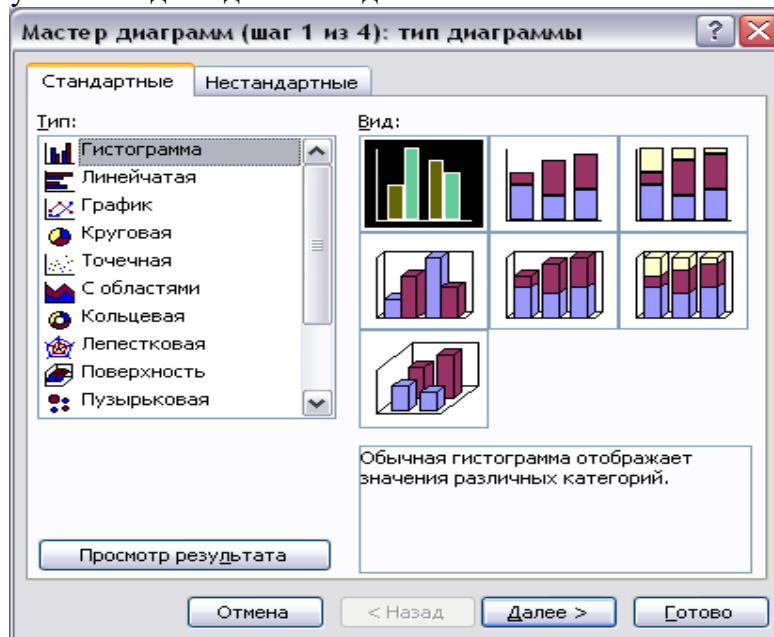 Мастер диаграмм (шаг 1 из 4): тип диаграммы
Стандартные
Нестандартные
Тип:
Вид:
Гистограмма
Линейчатая
График
Круговая
Точечная
С областями
Кольцевая
Лепестковая
Поверхность
Пузырьковая
Обычная гистограмма отображает
значения различных категорий.
Просмотр результата
Отмена
< Назад
Далее >
Готово